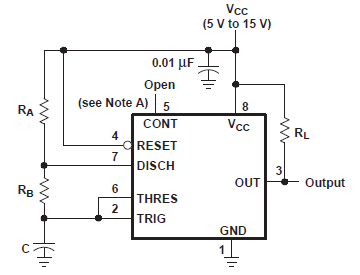 VCC
(5 V to 15 V)
0.01 µF
Open
(see Note A)
5
8
CONT
VCC
RA
4
RESET
7
DISCH
RL
3
OUT
Output
RB
6
THRES
2
TRIG
GND
1
C